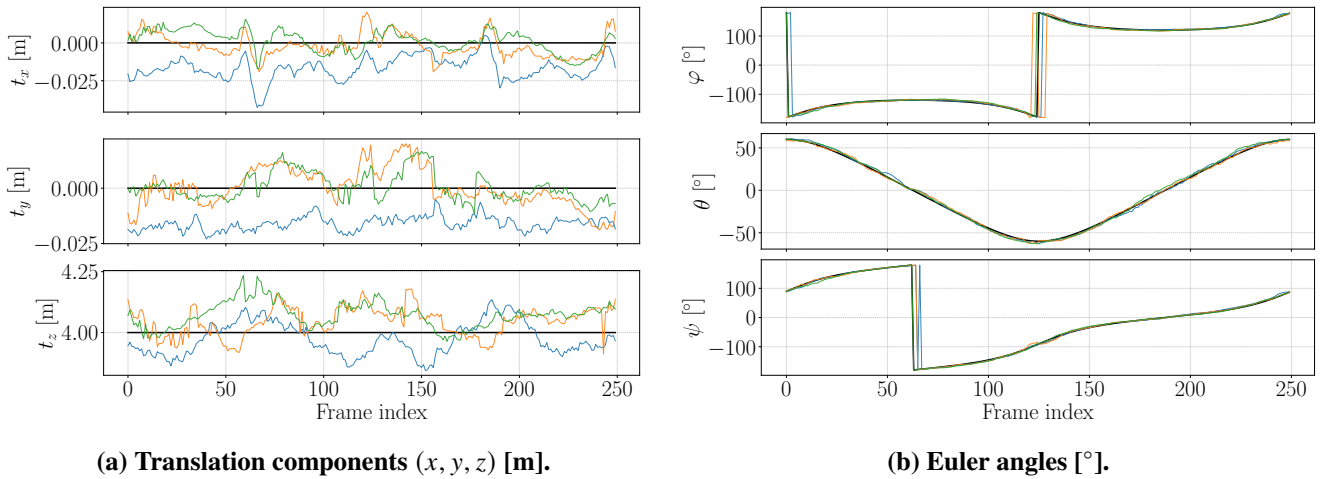 0.000
−0.025
t_x [m]
0.000
−0.025
t_y [m]
4.25
4.00
t_z [m]
0 50 100 150 200 250
Frame index
(a) Translation components (x, y, z) [m].
100
0
−100
φ [°]
50
0
−50
θ [°]
100
0
−100
ψ [°]
0 50 100 150 200 250
Frame index
(b) Euler angles [°].